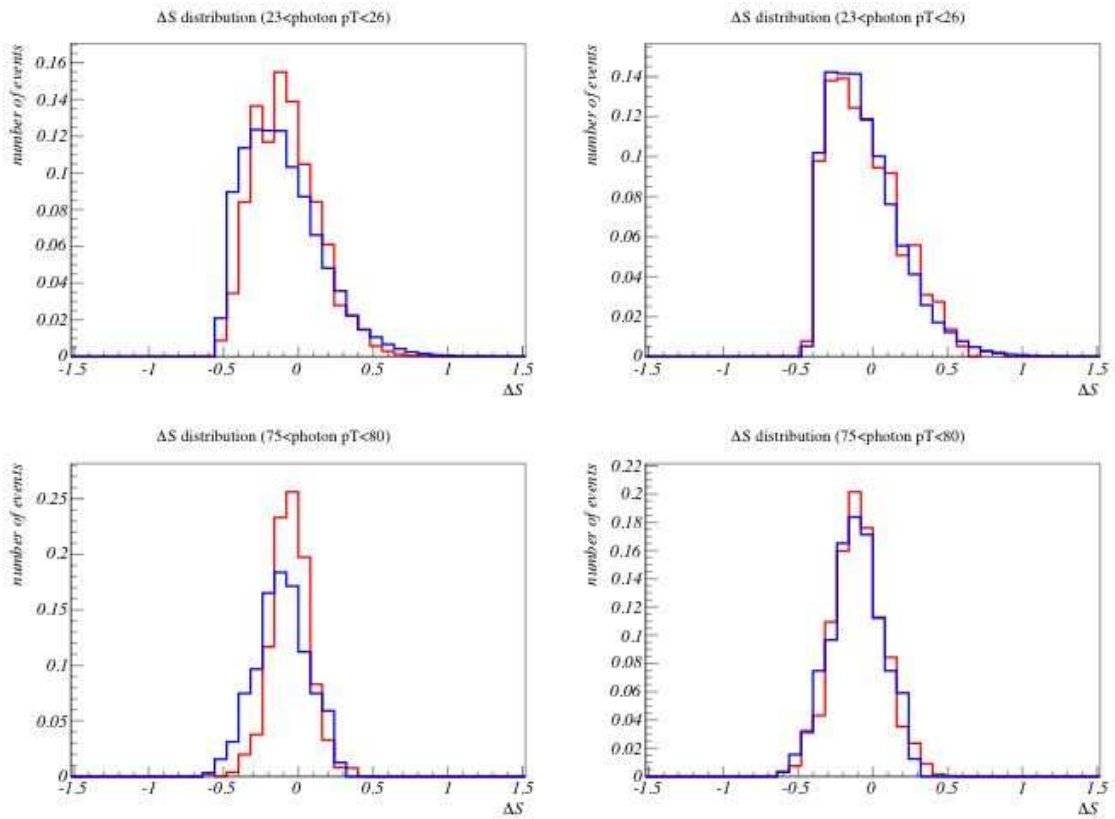 ΔS distribution (23<photon pT<26)
number of events
0.16
0.14
0.12
0.1
0.08
0.06
0.04
0.02
0
-1.5 -1 -0.5 0 0.5 1 1.5
ΔS
ΔS distribution (23<photon pT<26)
number of events
0.14
0.12
0.1
0.08
0.06
0.04
0.02
0
-1.5 -1 -0.5 0 0.5 1 1.5
ΔS
ΔS distribution (75<photon pT<80)
number of events
0.25
0.2
0.15
0.1
0.05
0
-1.5 -1 -0.5 0 0.5 1 1.5
ΔS
ΔS distribution (75<photon pT<80)
number of events
0.22
0.2
0.18
0.16
0.14
0.12
0.1
0.08
0.06
0.04
0.02
0
-1.5 -1 -0.5 0 0.5 1 1.5
ΔS